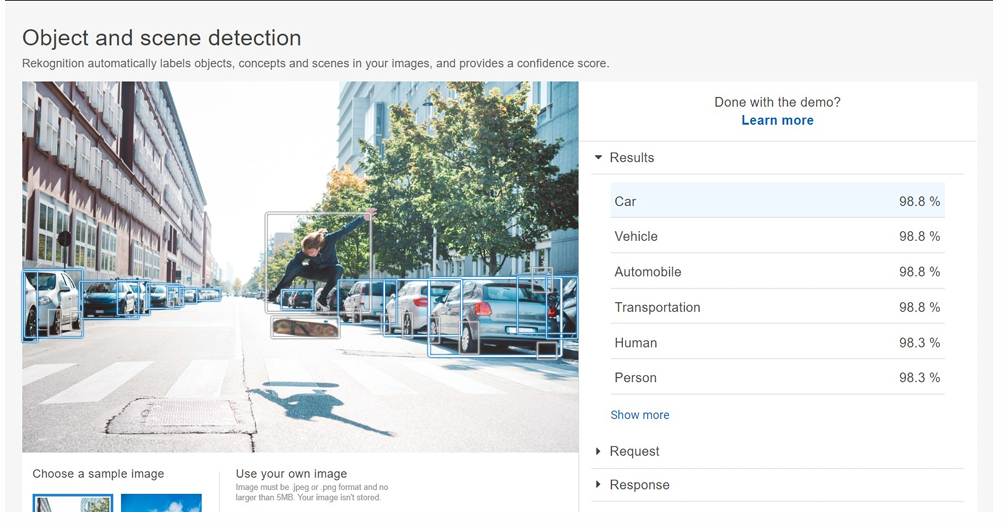 Object and scene detection
Rekognition automatically labels objects, concepts and scenes in your images, and provides a confidence score.
Done with the demo?
Learn more
Results
Car 98.8 %
Vehicle 98.8 %
Automobile 98.8 %
Transportation 98.8 %
Human 98.3 %
Person 98.3 %
Show more
Request
Response
Choose a sample image
Use your own image
Image must be .jpeg or .png format and no
larger than 5MB. Your image isn't stored.